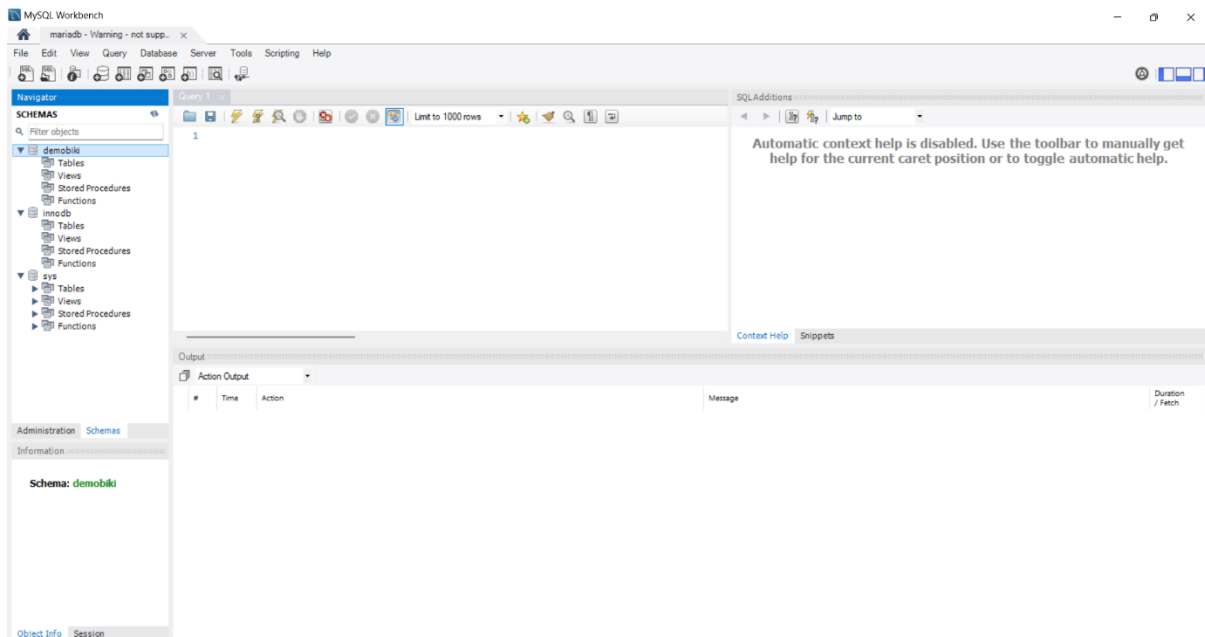 MySQL Workbench
mariadb - Warning - not supp..
File Edit View Query Database Server Tools Scripting Help
Navigator
SCHEMAS
Filter objects
demobiki
Tables
Views
Stored Procedures
Functions
innodb
Tables
Views
Stored Procedures
Functions
sys
Tables
Views
Stored Procedures
Functions
Administration Schemas
Information
Schema: demobiki
Object Info Session
Query 1
Limit to 1000 rows
1
SQLAdditions
Jump to
Automatic context help is disabled. Use the toolbar to manually get
help for the current caret position or to toggle automatic help.
Context Help Snippets
Output
Action Output
# Time Action Message Duration
/ Fetch